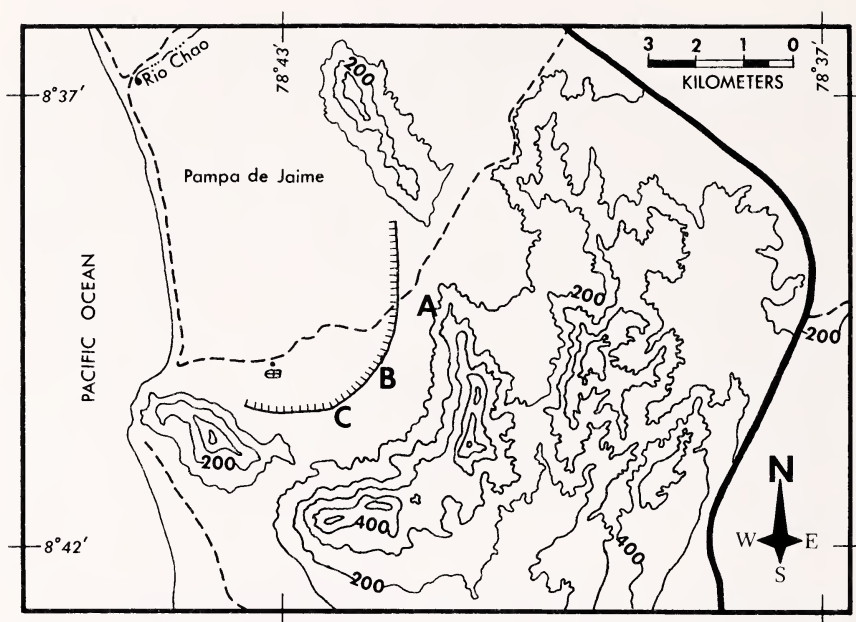 78°43'
78°37'
3 2 1 0
KILOMETERS
Rio Chao
200
8°37'
Pampa de Jaime
PACIFIC OCEAN
200
A
200
B
C
200
N
W E
S
400
400
8°42'
200